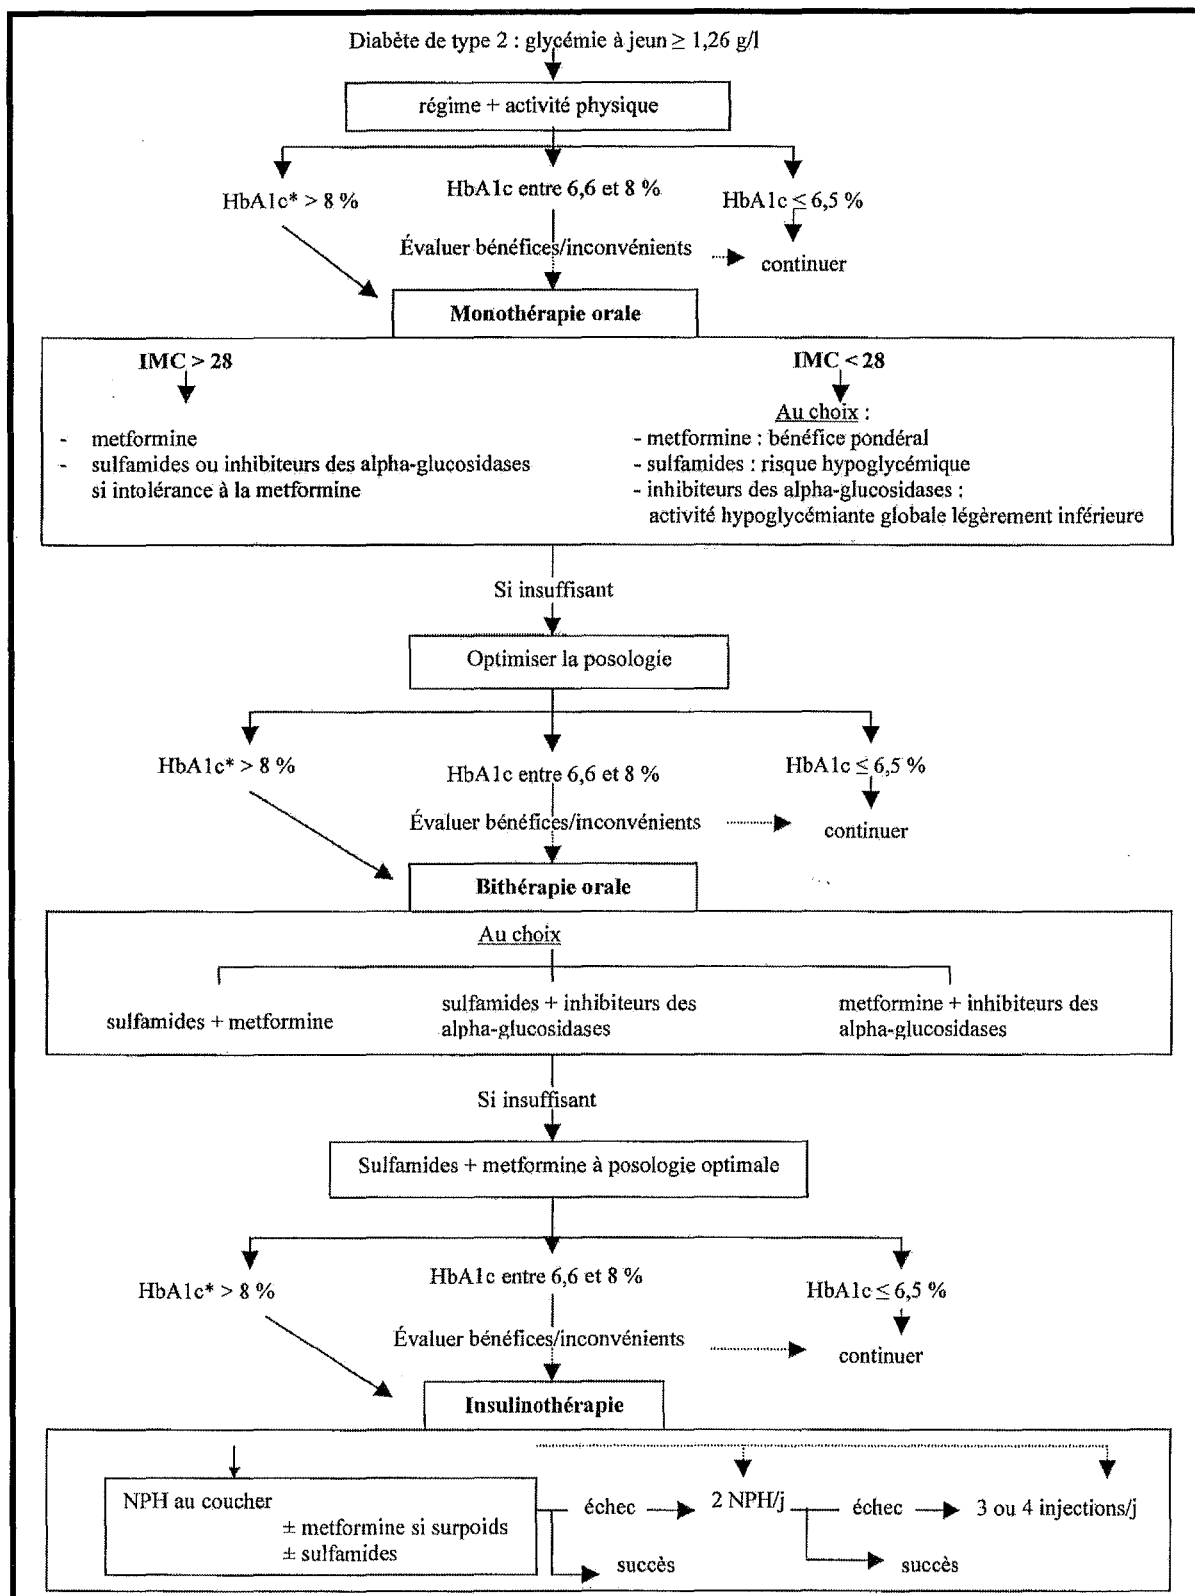 Diabète de type 2 : glycémie à jeun ≥ 1,26 g/l
régime + activité physique
HbA1c* > 8 %
HbA1c entre 6,6 et 8 %
HbA1c ≤ 6,5 %
Évaluer bénéfices/inconvénients
continuer
Monothérapie orale
IMC > 28
IMC < 28
Au choix :
- metformine
- sulfamides ou inhibiteurs des alpha-glucosidases
si intolérance à la metformine
- metformine : bénéfice pondéral
- sulfamides : risque hypoglycémique
- inhibiteurs des alpha-glucosidases :
activité hypoglycémiante globale légèrement inférieure
Si insuffisant
Optimiser la posologie
HbA1c* > 8 %
HbA1c entre 6,6 et 8 %
HbA1c ≤ 6,5 %
Évaluer bénéfices/inconvénients
continuer
Bithérapie orale
Au choix
sulfamides + metformine
sulfamides + inhibiteurs des
alpha-glucosidases
metformine + inhibiteurs des
alpha-glucosidases
Si insuffisant
Sulfamides + metformine à posologie optimale
HbA1c* > 8 %
HbA1c entre 6,6 et 8 %
HbA1c ≤ 6,5 %
Évaluer bénéfices/inconvénients
continuer
Insulinothérapie
NPH au coucher
± metformine si surpoids
± sulfamides
échec
succès
2 NPH/j
échec
succès
3 ou 4 injections/j